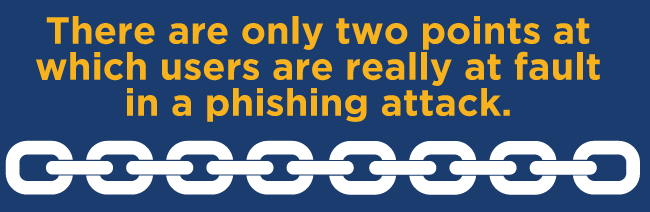 There are only two points at
which users are really at fault
in a phishing attack.